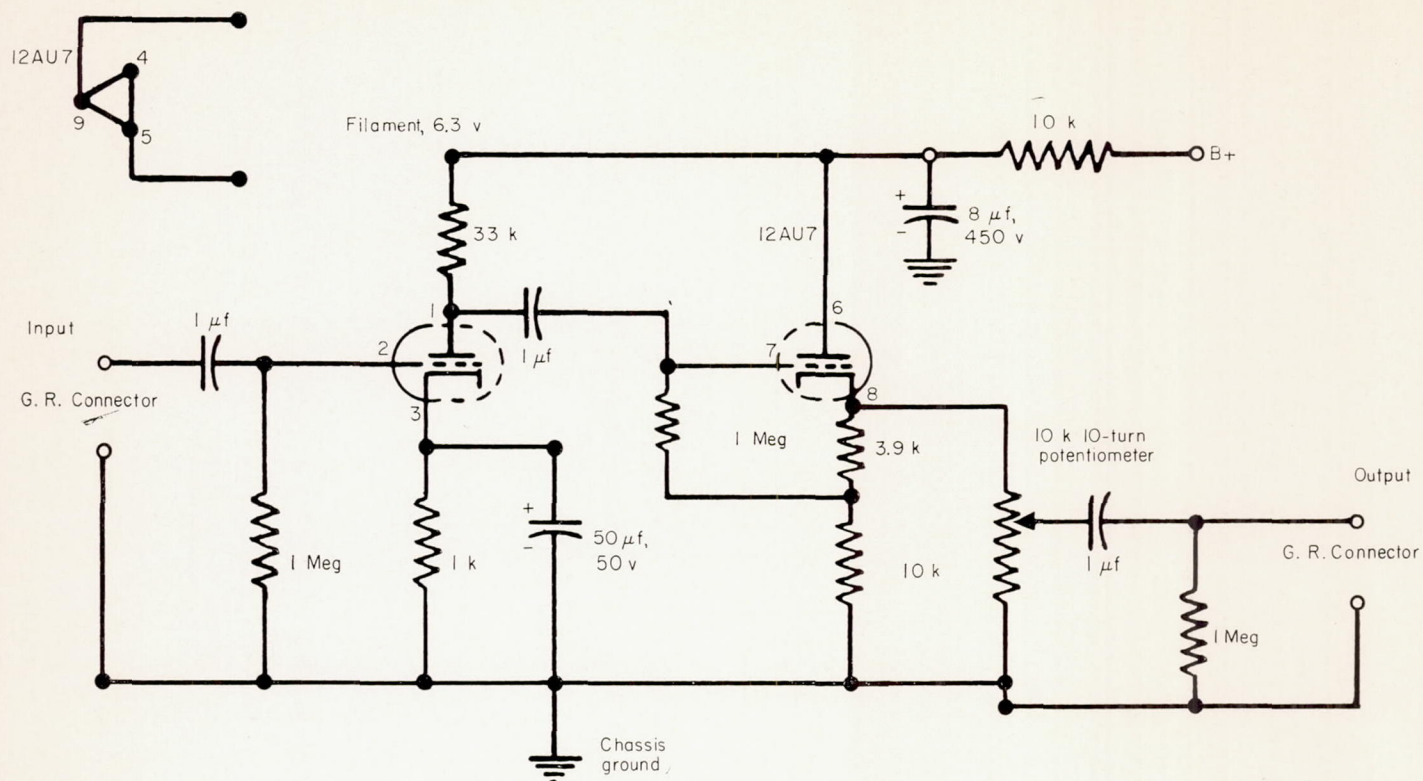 12AU7
4
9
5
Filament, 6.3 v
10 k
B+
33 k
12AU7
+
-
8 μf,
450 v
1
1 μf
6
Input
1 μf
2
7
G. R. Connector
3
8
1 Meg
3.9 k
10 k 10-turn
potentiometer
Output
+
-
50 μf,
50 v
1 Meg
1 k
10 k
1 μf
G. R. Connector
1 Meg
Chassis
ground